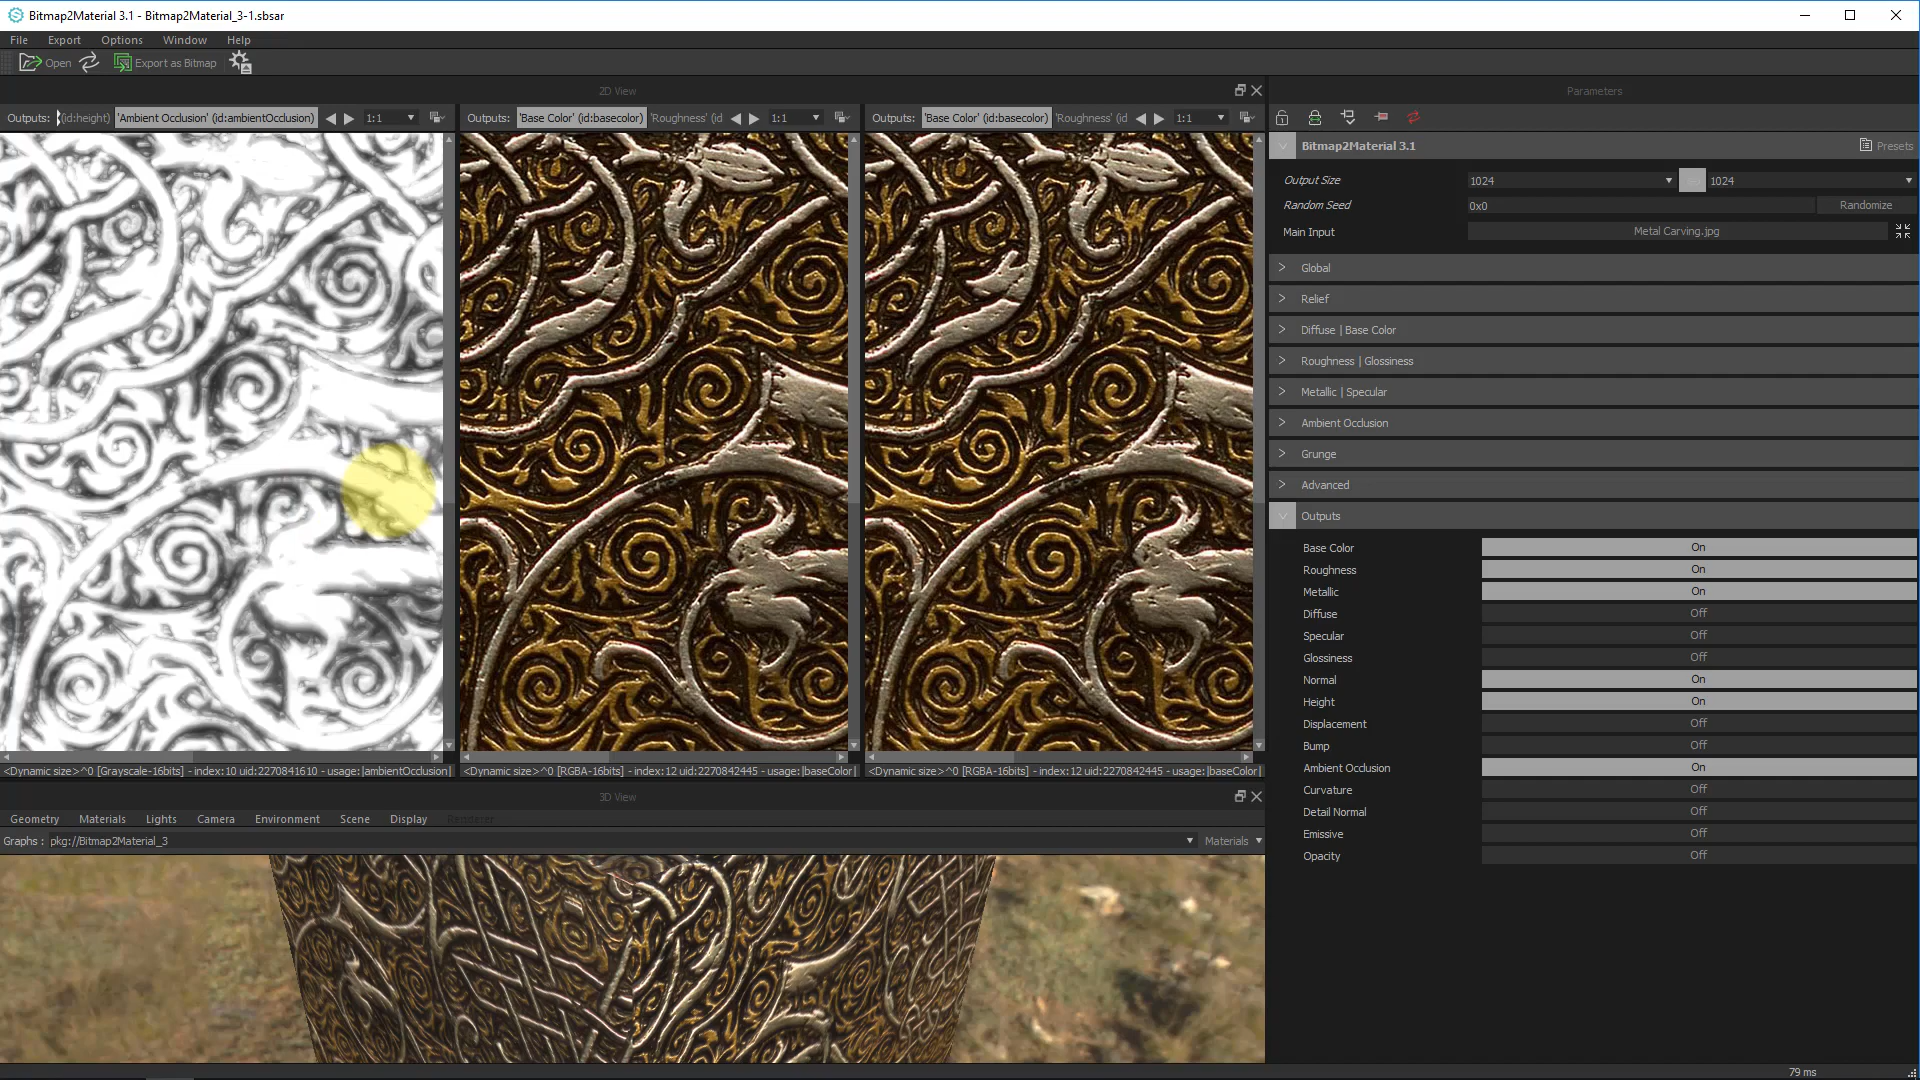 Bitmap2Material 3.1 - Bitmap2Material_3-1.sbsar
File Export Options Window Help
Open Export as Bitmap
2D View
Outputs: (id:height) 'Ambient Occlusion' (id:ambientOcclusion) 1:1
Outputs: 'Base Color' (id:basecolor) 'Roughness' (id 1:1
Outputs: 'Base Color' (id:basecolor) 'Roughness' (id 1:1
<Dynamic size>^0 [Grayscale-16bits] - index:10 uid:2270841610 - usage:|ambientOcclusion|
<Dynamic size>^0 [RGBA-16bits] - index:12 uid:2270842445 - usage:|baseColor|
<Dynamic size>^0 [RGBA-16bits] - index:12 uid:2270842445 - usage:|baseColor|
3D View
Geometry Materials Lights Camera Environment Scene Display Renderer
Graphs : pkg://Bitmap2Material_3 Materials
Parameters
Bitmap2Material 3.1 Presets
Output Size 1024 1024
Random Seed 0x0 Randomize
Main Input Metal Carving.jpg
Global
Relief
Diffuse | Base Color
Roughness | Glossiness
Metallic | Specular
Ambient Occlusion
Grunge
Advanced
Outputs
Base Color On
Roughness On
Metallic On
Diffuse Off
Specular Off
Glossiness Off
Normal On
Height On
Displacement Off
Bump Off
Ambient Occlusion On
Curvature Off
Detail Normal Off
Emissive Off
Opacity Off
79 ms